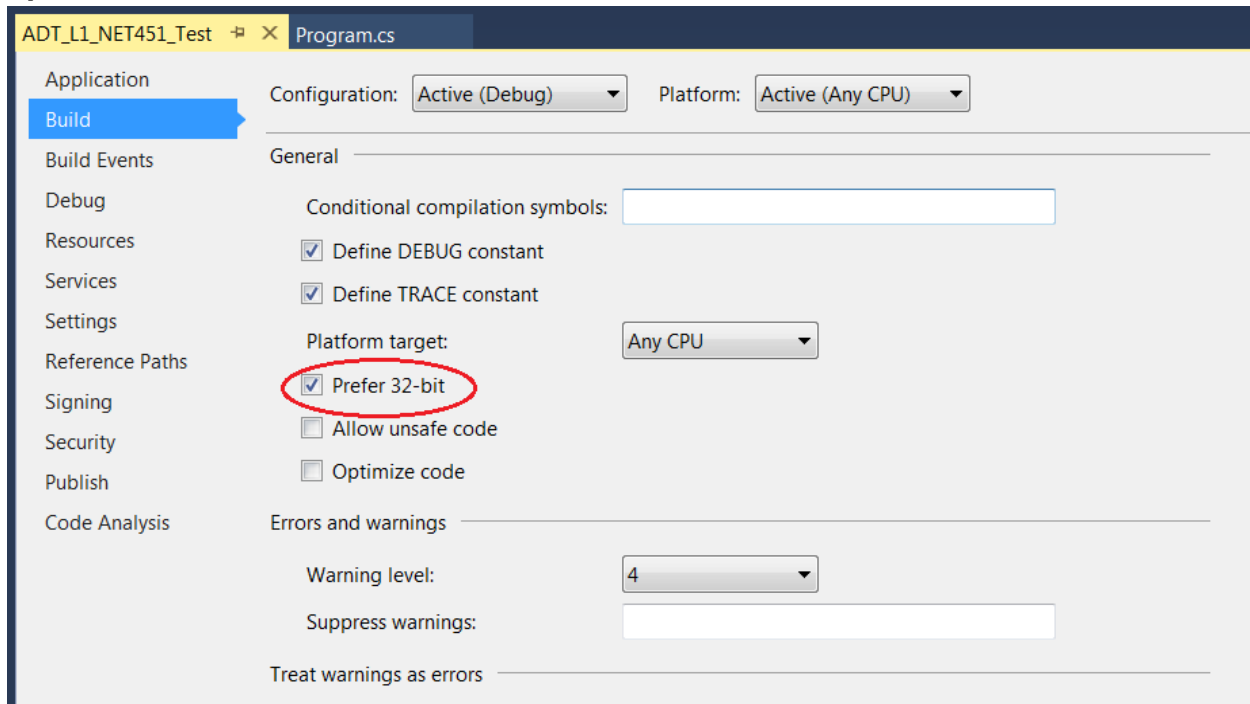 ADT_L1_NET451_Test Program.cs
Application
Build
Build Events
Debug
Resources
Services
Settings
Reference Paths
Signing
Security
Publish
Code Analysis
Configuration: Active (Debug) Platform: Active (Any CPU)
General
Conditional compilation symbols:
Define DEBUG constant
Define TRACE constant
Platform target: Any CPU
Prefer 32-bit
Allow unsafe code
Optimize code
Errors and warnings
Warning level: 4
Suppress warnings:
Treat warnings as errors